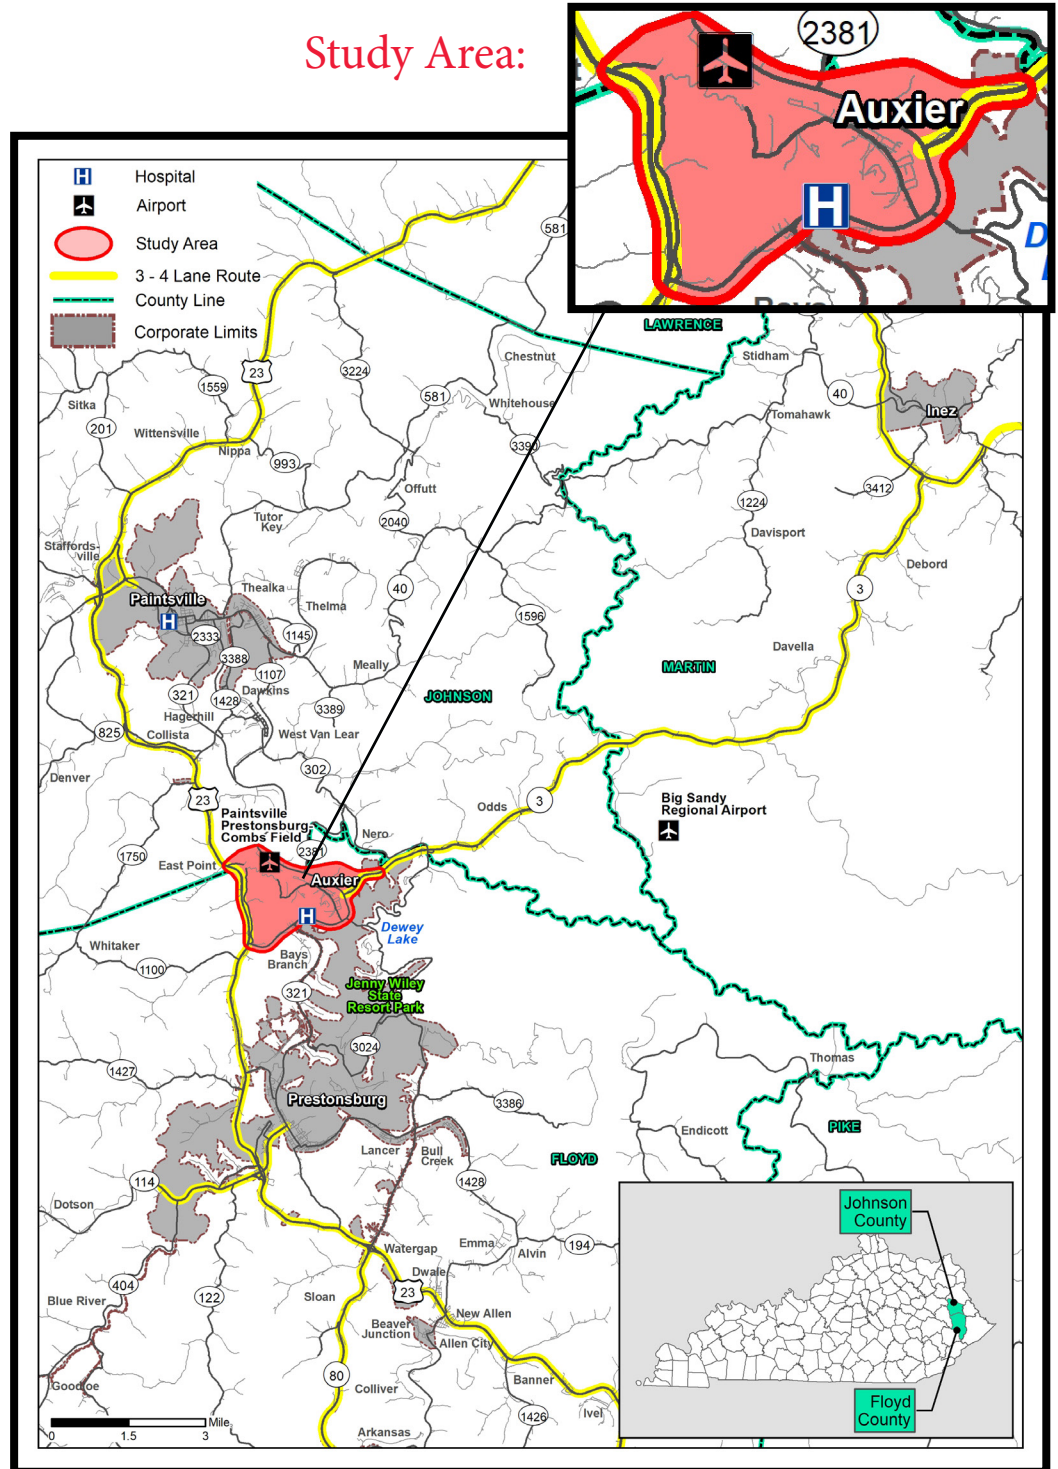 Study Area:
2381
Auxier
H
D
Hospital
Airport
Study Area
3 - 4 Lane Route
County Line
Corporate Limits
581
LAWRENCE
Chestnut
Stidham
23
1559
3224
581
Whitehouse
40
Tomahawk
Inez
Sitka
201
Wittensville
Nippa
993
3390
Offutt
3412
1224
Tutor
Key
2040
Davisport
Staffords-
ville
Debord
Thealka
Paintsville
H
Thelma
40
3
1596
2333
1145
3388
Davella
Meally
MARTIN
1107
321
1428
Dawkins
JOHNSON
3389
Hagerhill
Collista
825
West Van Lear
302
Denver
23
Odds
3
Big Sandy
Regional Airport
Paintsville
Prestonsburg-
Combs Field
Nero
2381
1750
East Point
Auxier
H
Dewey
Lake
Whitaker
Bays
Branch
1100
321
Jenny Wiley
State
Resort Park
3024
Thomas
1427
Prestonsburg
3386
Endicott
PIKE
Lancer
Bull
Creek
FLOYD
114
1428
Dotson
Johnson
County
Emma
194
Watergap
Alvin
Dwale
404
122
Sloan
23
Blue River
New Allen
Beaver
Junction
Allen City
80
Goodloe
Colliver
Banner
1426
Ivel
Floyd
County
Arkansas
Mile
0
1.5
3